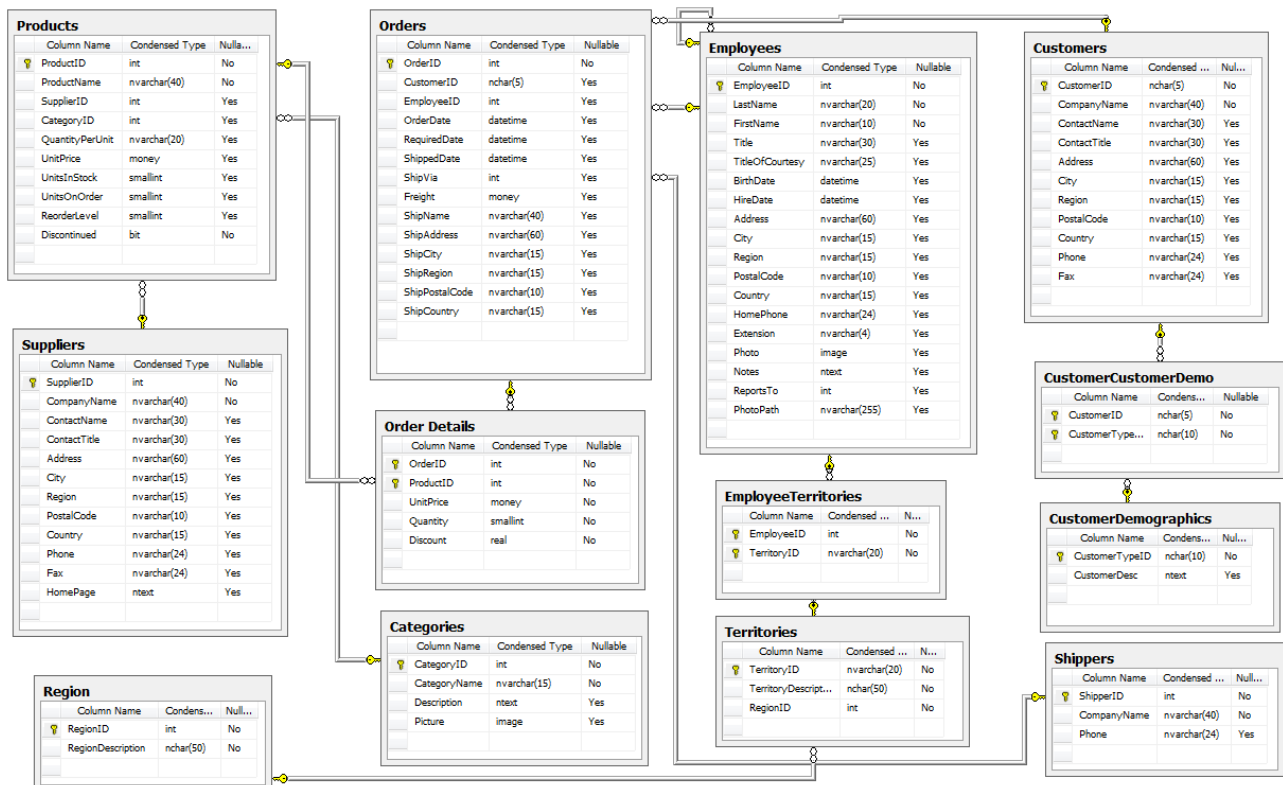 Products
Column Name Condensed Type Nulla...
ProductID int No
ProductName nvarchar(40) No
SupplierID int Yes
CategoryID int Yes
QuantityPerUnit nvarchar(20) Yes
UnitPrice money Yes
UnitsInStock smallint Yes
UnitsOnOrder smallint Yes
ReorderLevel smallint Yes
Discontinued bit No
Orders
Column Name Condensed Type Nullable
OrderID int No
CustomerID nchar(5) Yes
EmployeeID int Yes
OrderDate datetime Yes
RequiredDate datetime Yes
ShippedDate datetime Yes
ShipVia int Yes
Freight money Yes
ShipName nvarchar(40) Yes
ShipAddress nvarchar(60) Yes
ShipCity nvarchar(15) Yes
ShipRegion nvarchar(15) Yes
ShipPostalCode nvarchar(10) Yes
ShipCountry nvarchar(15) Yes
Employees
Column Name Condensed Type Nullable
EmployeeID int No
LastName nvarchar(20) No
FirstName nvarchar(10) No
Title nvarchar(30) Yes
TitleOfCourtesy nvarchar(25) Yes
BirthDate datetime Yes
HireDate datetime Yes
Address nvarchar(60) Yes
City nvarchar(15) Yes
Region nvarchar(15) Yes
PostalCode nvarchar(10) Yes
Country nvarchar(15) Yes
HomePhone nvarchar(24) Yes
Extension nvarchar(4) Yes
Photo image Yes
Notes ntext Yes
ReportsTo int Yes
PhotoPath nvarchar(255) Yes
Customers
Column Name Condensed ... Nul...
CustomerID nchar(5) No
CompanyName nvarchar(40) No
ContactName nvarchar(30) Yes
ContactTitle nvarchar(30) Yes
Address nvarchar(60) Yes
City nvarchar(15) Yes
Region nvarchar(15) Yes
PostalCode nvarchar(10) Yes
Country nvarchar(15) Yes
Phone nvarchar(24) Yes
Fax nvarchar(24) Yes
Suppliers
Column Name Condensed Type Nullable
SupplierID int No
CompanyName nvarchar(40) No
ContactName nvarchar(30) Yes
ContactTitle nvarchar(30) Yes
Address nvarchar(60) Yes
City nvarchar(15) Yes
Region nvarchar(15) Yes
PostalCode nvarchar(10) Yes
Country nvarchar(15) Yes
Phone nvarchar(24) Yes
Fax nvarchar(24) Yes
HomePage ntext Yes
Order Details
Column Name Condensed Type Nullable
OrderID int No
ProductID int No
UnitPrice money No
Quantity smallint No
Discount real No
CustomerCustomerDemo
Column Name Condens... Nullable
CustomerID nchar(5) No
CustomerType... nchar(10) No
EmployeeTerritories
Column Name Condensed ... N...
EmployeeID int No
TerritoryID nvarchar(20) No
CustomerDemographics
Column Name Condens... Nul...
CustomerTypeID nchar(10) No
CustomerDesc ntext Yes
Categories
Column Name Condensed Type Nullable
CategoryID int No
CategoryName nvarchar(15) No
Description ntext Yes
Picture image Yes
Territories
Column Name Condensed ... N...
TerritoryID nvarchar(20) No
TerritoryDescript... nchar(50) No
RegionID int No
Shippers
Column Name Condensed ... Null...
ShipperID int No
CompanyName nvarchar(40) No
Phone nvarchar(24) Yes
Region
Column Name Condens... Null...
RegionID int No
RegionDescription nchar(50) No